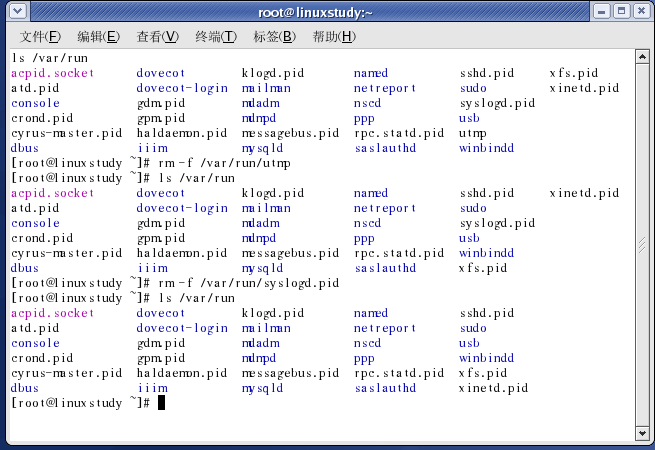 root@linuxstudy:~
文件(F) 编辑(E) 查看(V) 终端(T) 标签(B) 帮助(H)
ls /var/run
acpid.socket dovecot klogd.pid named sshd.pid xfs.pid
atd.pid dovecot-login mailman netreport sudo xinetd.pid
console gdm.pid mdadm nscd syslogd.pid
crond.pid gpm.pid mdmpd ppp usb
cyrus-master.pid haldaemon.pid messagebus.pid rpc.statd.pid utmp
dbus iiim mysqld saslauthd winbindd
[root@linuxstudy ~]# rm -f /var/run/utmp
[root@linuxstudy ~]# ls /var/run
acpid.socket dovecot klogd.pid named sshd.pid xinetd.pid
atd.pid dovecot-login mailman netreport sudo
console gdm.pid mdadm nscd syslogd.pid
crond.pid gpm.pid mdmpd ppp usb
cyrus-master.pid haldaemon.pid messagebus.pid rpc.statd.pid winbindd
dbus iiim mysqld saslauthd xfs.pid
[root@linuxstudy ~]# rm -f /var/run/syslogd.pid
[root@linuxstudy ~]# ls /var/run
acpid.socket dovecot klogd.pid named sshd.pid
atd.pid dovecot-login mailman netreport sudo
console gdm.pid mdadm nscd usb
crond.pid gpm.pid mdmpd ppp winbindd
cyrus-master.pid haldaemon.pid messagebus.pid rpc.statd.pid xfs.pid
dbus iiim mysqld saslauthd xinetd.pid
[root@linuxstudy ~]#